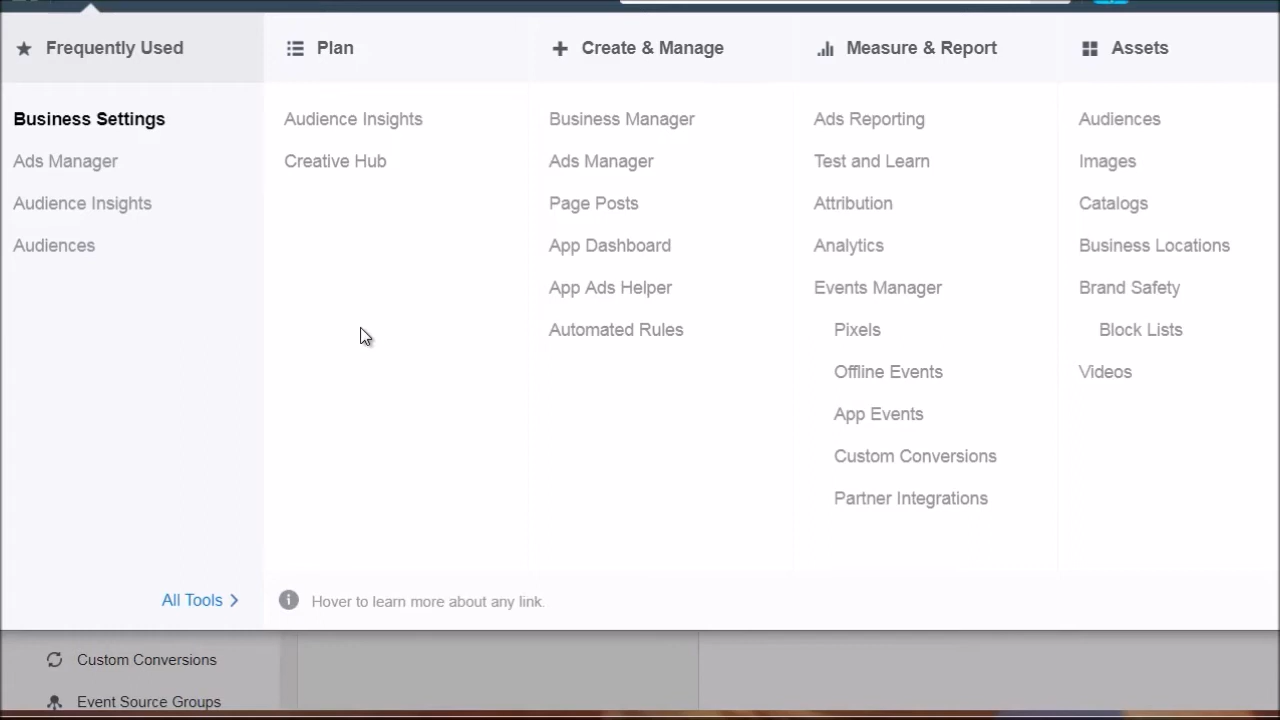 Frequently Used
Business Settings
Ads Manager
Audience Insights
Audiences
All Tools
Plan
Audience Insights
Creative Hub
Create & Manage
Business Manager
Ads Manager
Page Posts
App Dashboard
App Ads Helper
Automated Rules
Measure & Report
Ads Reporting
Test and Learn
Attribution
Analytics
Events Manager
Pixels
Offline Events
App Events
Custom Conversions
Partner Integrations
Assets
Audiences
Images
Catalogs
Business Locations
Brand Safety
Block Lists
Videos
Hover to learn more about any link.
Custom Conversions
Event Source Groups